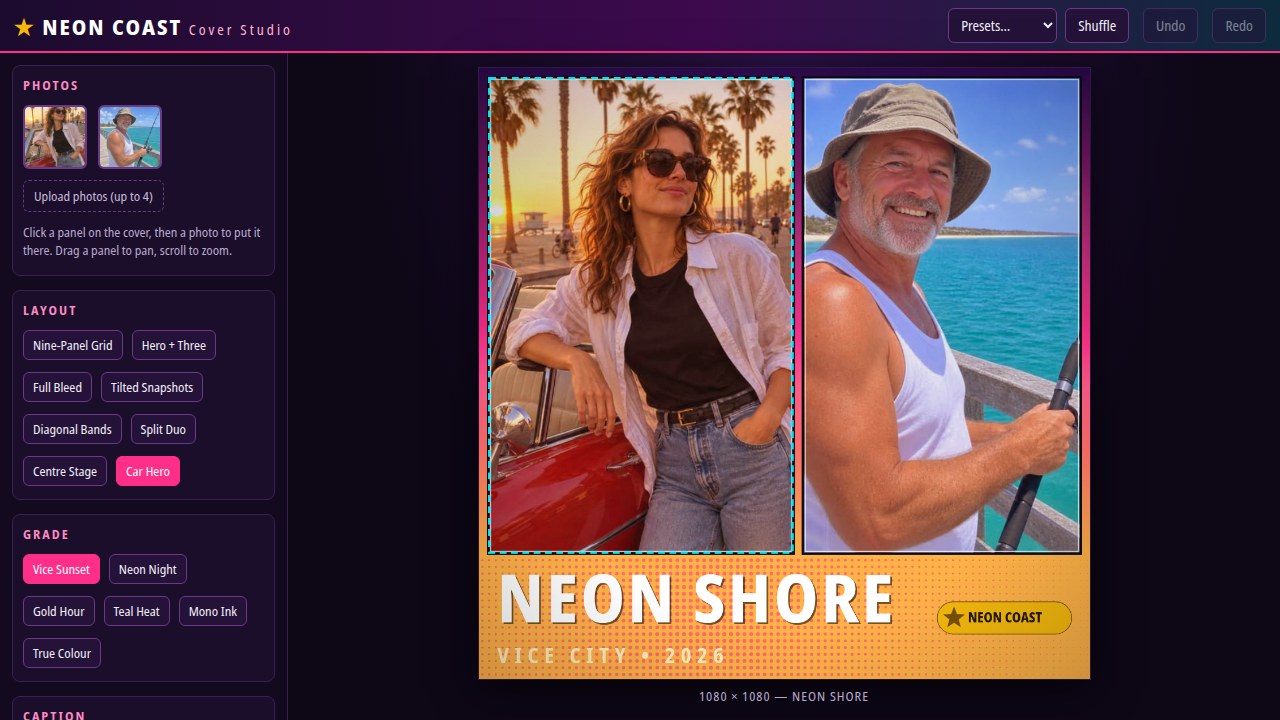 ★ NEON COAST Cover Studio
Presets...
Shuffle
Undo
Redo
PHOTOS
Upload photos (up to 4)
Click a panel on the cover, then a photo to put it
there. Drag a panel to pan, scroll to zoom.
LAYOUT
Nine-Panel Grid
Hero + Three
Full Bleed
Tilted Snapshots
Diagonal Bands
Split Duo
Centre Stage
Car Hero
GRADE
Vice Sunset
Neon Night
Gold Hour
Teal Heat
Mono Ink
True Colour
CAPTION
NEON SHORE
VICE CITY • 2026
★ NEON COAST
1080 × 1080 — NEON SHORE